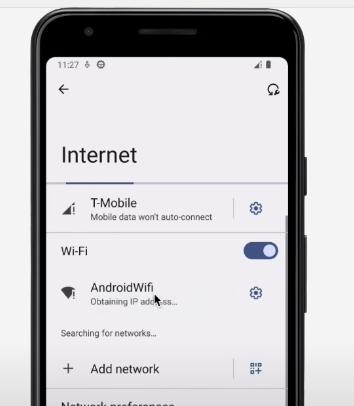 11:27
Internet
T-Mobile
Mobile data won't auto-connect
Wi-Fi
AndroidWifi
Obtaining IP address...
Searching for networks...
Add network
Network preferences